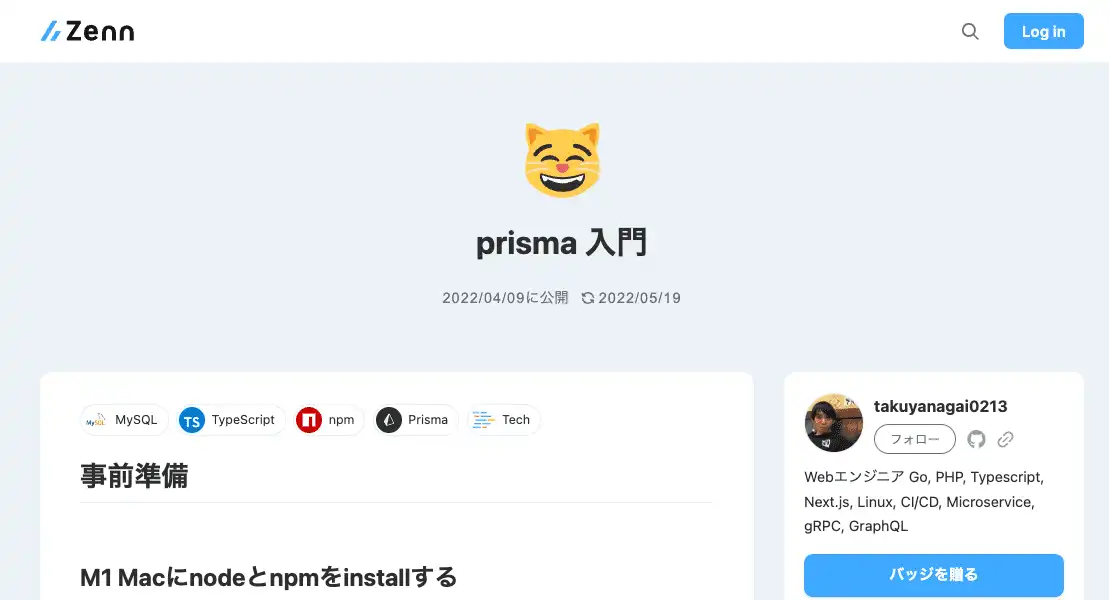 Zenn
Log in
prisma 入門
2022/04/09に公開 2022/05/19
MySQL TypeScript npm Prisma Tech
事前準備
M1 Macにnodeとnpmをinstallする
takuyanagai0213
フォロー
Webエンジニア Go, PHP, Typescript,
Next.js, Linux, CI/CD, Microservice,
gRPC, GraphQL
バッジを贈る